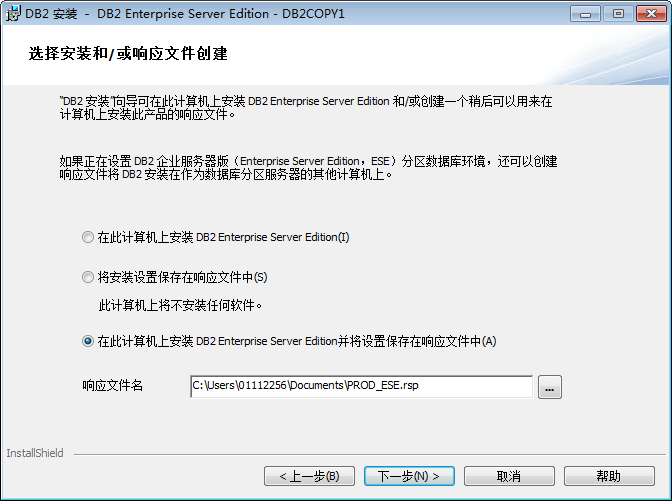 DB2 安装 - DB2 Enterprise Server Edition - DB2COPY1
选择安装和/或响应文件创建
"DB2 安装"向导可在此计算机上安装 DB2 Enterprise Server Edition 和/或创建一个稍后可以用来在
计算机上安装此产品的响应文件。
如果正在设置 DB2 企业服务器版（Enterprise Server Edition，ESE）分区数据库环境，还可以创建
响应文件将 DB2 安装在作为数据库分区服务器的其他计算机上。
在此计算机上安装 DB2 Enterprise Server Edition(I)
将安装设置保存在响应文件中(S)
此计算机上将不安装任何软件。
在此计算机上安装 DB2 Enterprise Server Edition并将设置保存在响应文件中(A)
响应文件名 C:\Users\01112256\Documents\PROD_ESE.rsp ...
InstallShield
< 上一步(B) 下一步(N) > 取消 帮助